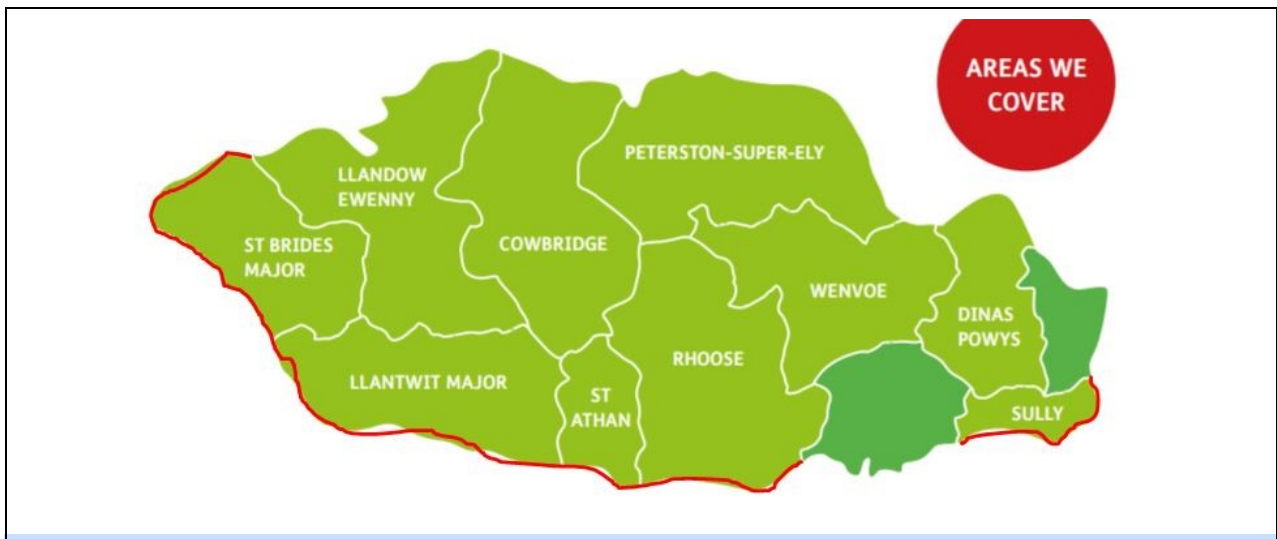 AREAS WE
COVER
PETERSTON-SUPER-ELY
LLANDOW
EWENNY
COWBRIDGE
ST BRIDES
MAJOR
WENVOE
DINAS
POWYS
RHOOSE
LLANTWIT MAJOR
ST
ATHAN
SULLY